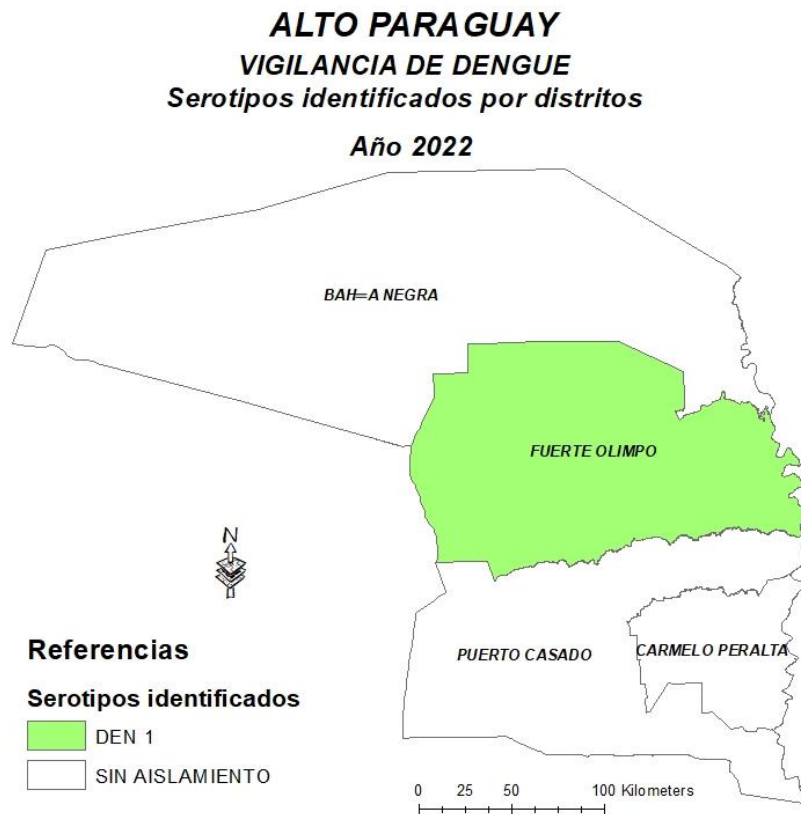 ALTO PARAGUAY
VIGILANCIA DE DENGUE
Serotipos identificados por distritos
Año 2022
BAH=A NEGRA
FUERTE OLIMPO
N
PUERTO CASADO
CARMELO PERALTA
Referencias
Serotipos identificados
DEN 1
SIN AISLAMIENTO
0 25 50 100 Kilometers